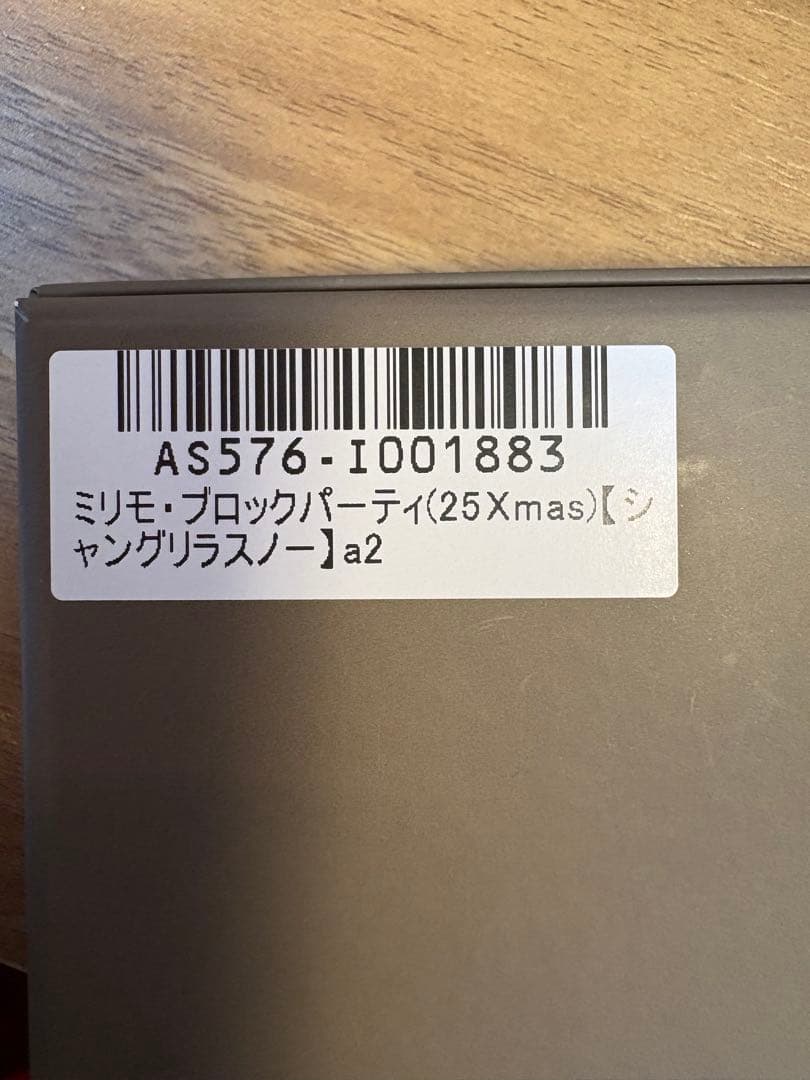 AS576-I001883
ミリモ・ブロックパーティ(25Xmas)【シ
ャングリラスノー】a2